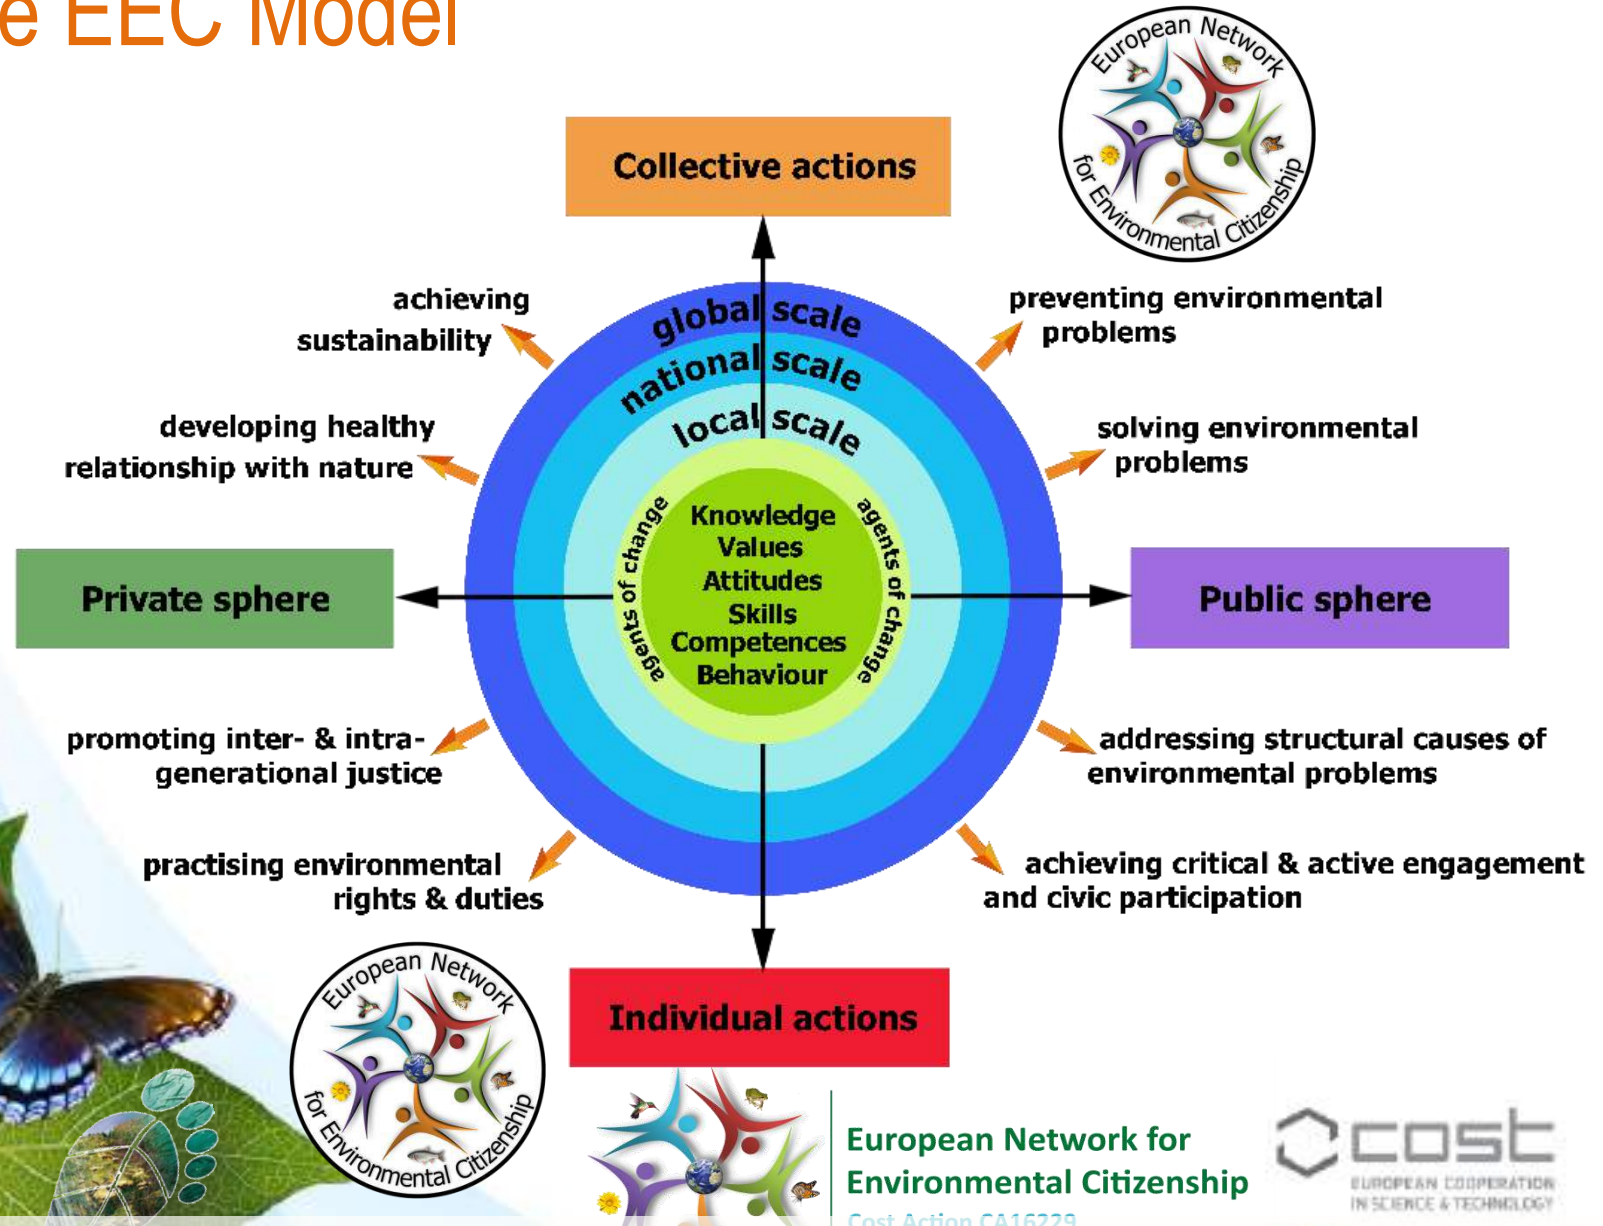 e EEC Model
European Network
for Environmental Citizenship
Collective actions
achieving
sustainability
preventing environmental
problems
global scale
national scale
local scale
developing healthy
relationship with nature
solving environmental
problems
agents of change
Knowledge
Values
Attitudes
Skills
Competences
Behaviour
agents of change
Private sphere
Public sphere
promoting inter- & intra-
generational justice
addressing structural causes of
environmental problems
practising environmental
rights & duties
achieving critical & active engagement
and civic participation
Individual actions
European Network
for Environmental Citizenship
European Network for
Environmental Citizenship
Cost Action CA16229
cost
EUROPEAN COOPERATION
IN SCIENCE & TECHNOLOGY